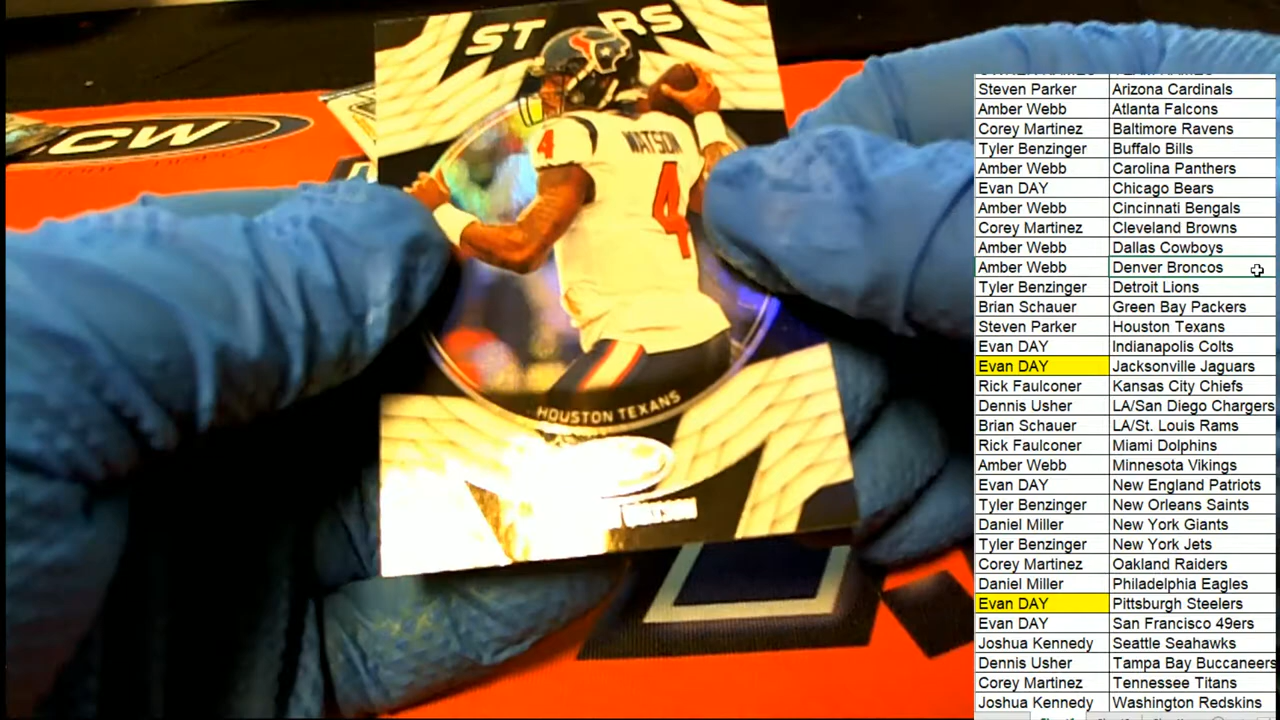 ST RS
CW
4
WATSON
4
HOUSTON TEXANS
Steven Parker Arizona Cardinals
Amber Webb Atlanta Falcons
Corey Martinez Baltimore Ravens
Tyler Benzinger Buffalo Bills
Amber Webb Carolina Panthers
Evan DAY Chicago Bears
Amber Webb Cincinnati Bengals
Corey Martinez Cleveland Browns
Amber Webb Dallas Cowboys
Amber Webb Denver Broncos
Tyler Benzinger Detroit Lions
Brian Schauer Green Bay Packers
Steven Parker Houston Texans
Evan DAY Indianapolis Colts
Evan DAY Jacksonville Jaguars
Rick Faulconer Kansas City Chiefs
Dennis Usher LA/San Diego Chargers
Brian Schauer LA/St. Louis Rams
Rick Faulconer Miami Dolphins
Amber Webb Minnesota Vikings
Evan DAY New England Patriots
Tyler Benzinger New Orleans Saints
Daniel Miller New York Giants
Tyler Benzinger New York Jets
Corey Martinez Oakland Raiders
Daniel Miller Philadelphia Eagles
Evan DAY Pittsburgh Steelers
Evan DAY San Francisco 49ers
Joshua Kennedy Seattle Seahawks
Dennis Usher Tampa Bay Buccaneers
Corey Martinez Tennessee Titans
Joshua Kennedy Washington Redskins